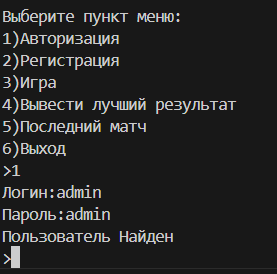 Выберите пункт меню:
1)Авторизация
2)Регистрация
3)Игра
4)Вывести лучший результат
5)Последний матч
6)Выход
>1
Логин:admin
Пароль:admin
Пользователь Найден
>